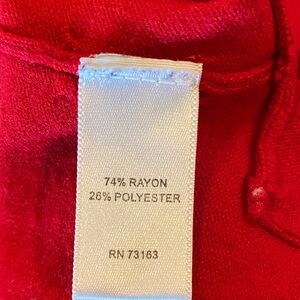 74% RAYON
26% POLYESTER
RN 73163